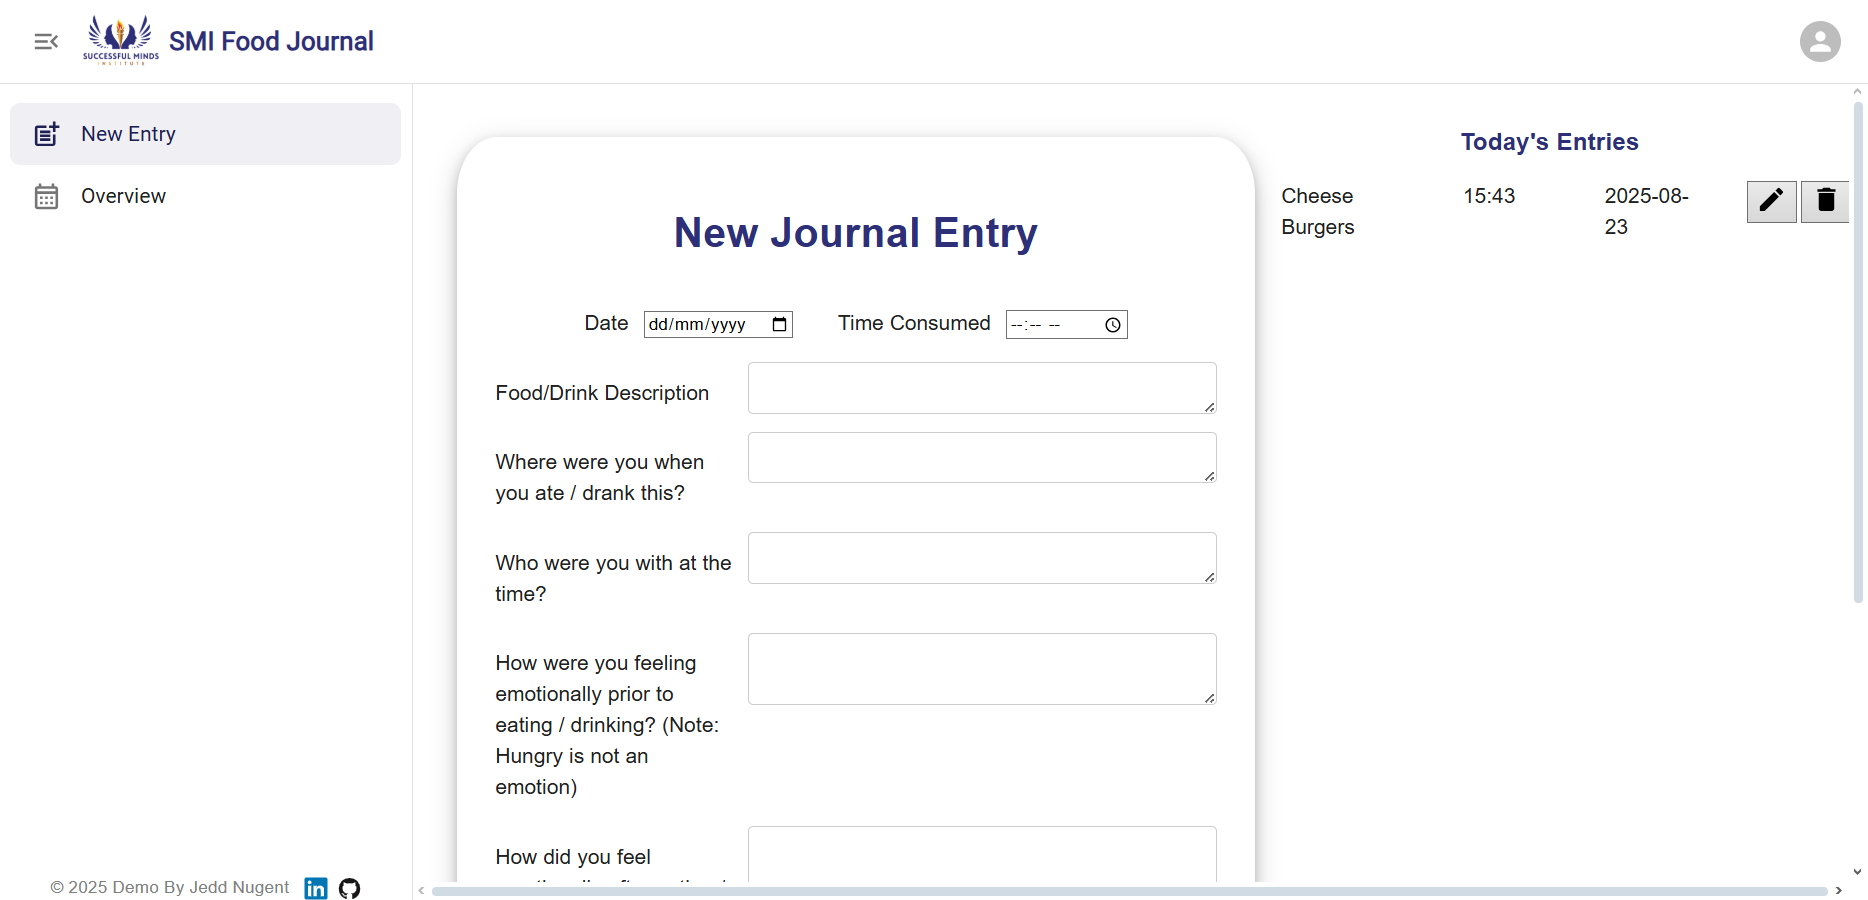 SUCCESSFUL MINDS
INSTITUTE
SMI Food Journal
New Entry
Overview
New Journal Entry
Date dd/mm/yyyy Time Consumed --:-- --
Food/Drink Description
Where were you when
you ate / drank this?
Who were you with at the
time?
How were you feeling
emotionally prior to
eating / drinking? (Note:
Hungry is not an
emotion)
How did you feel
Today's Entries
Cheese 15:43 2025-08-
Burgers 23
© 2025 Demo By Jedd Nugent in